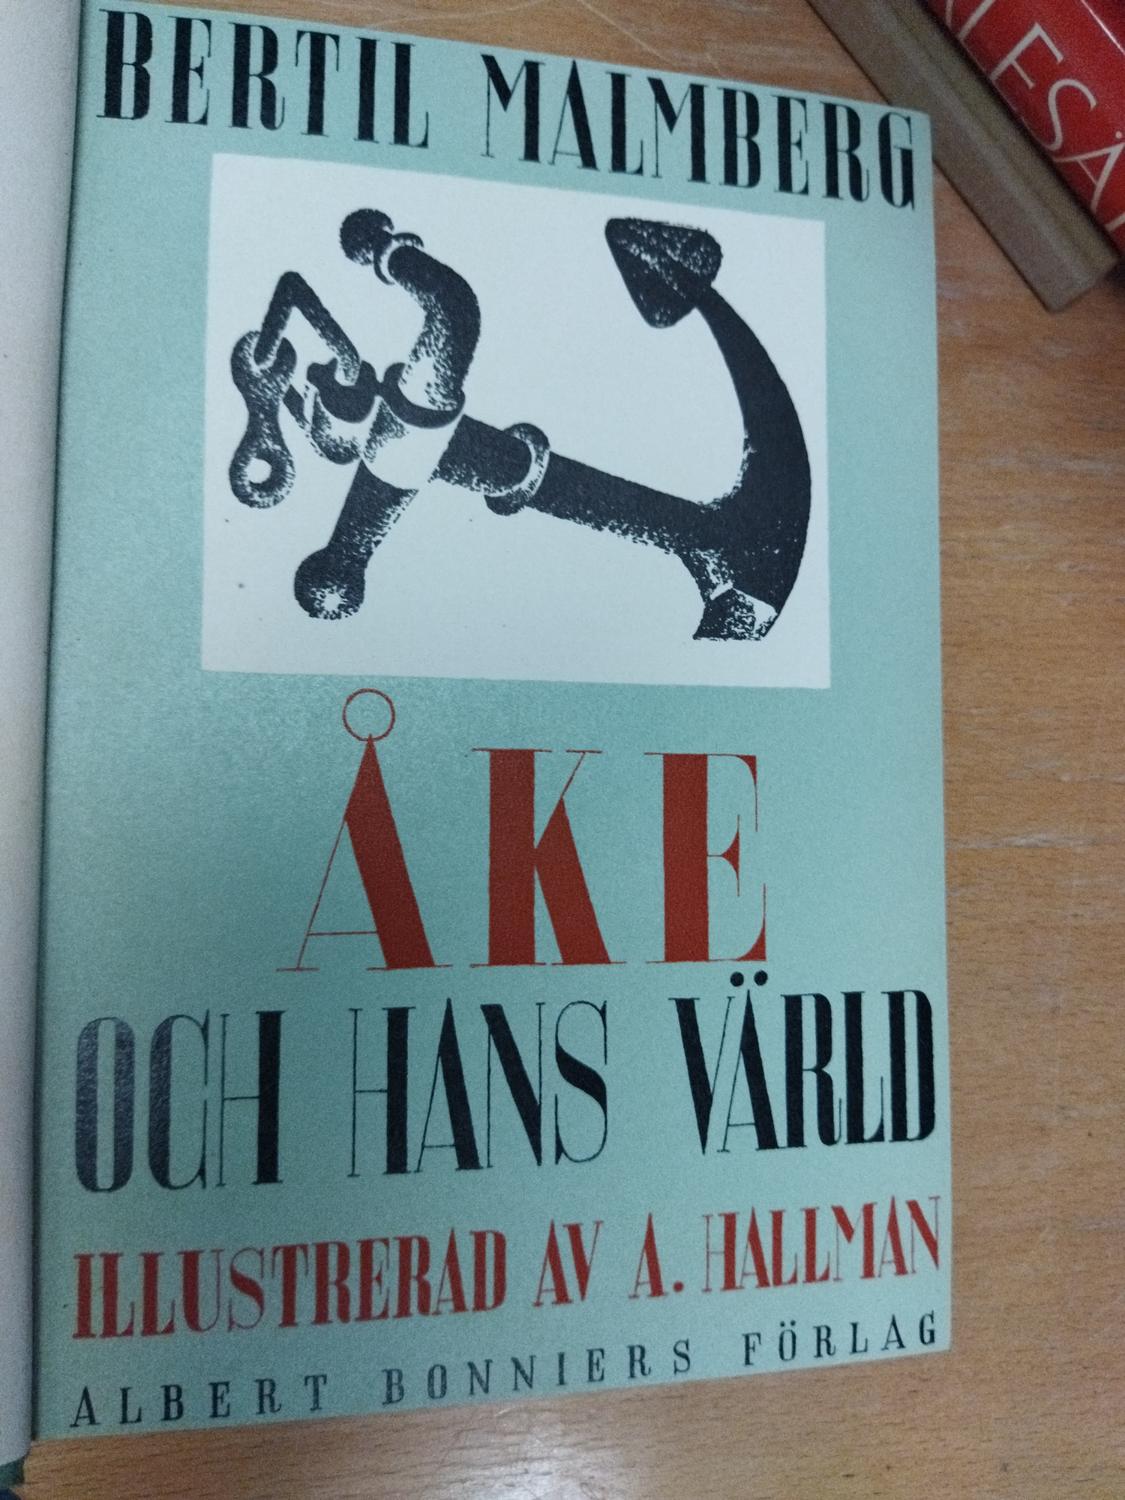 BERTIL MALMBERG
ÅKE
OCH HANS VÄRLD
ILLUSTRERAD AV A. HALLMAN
ALBERT BONNIERS FÖRLAG